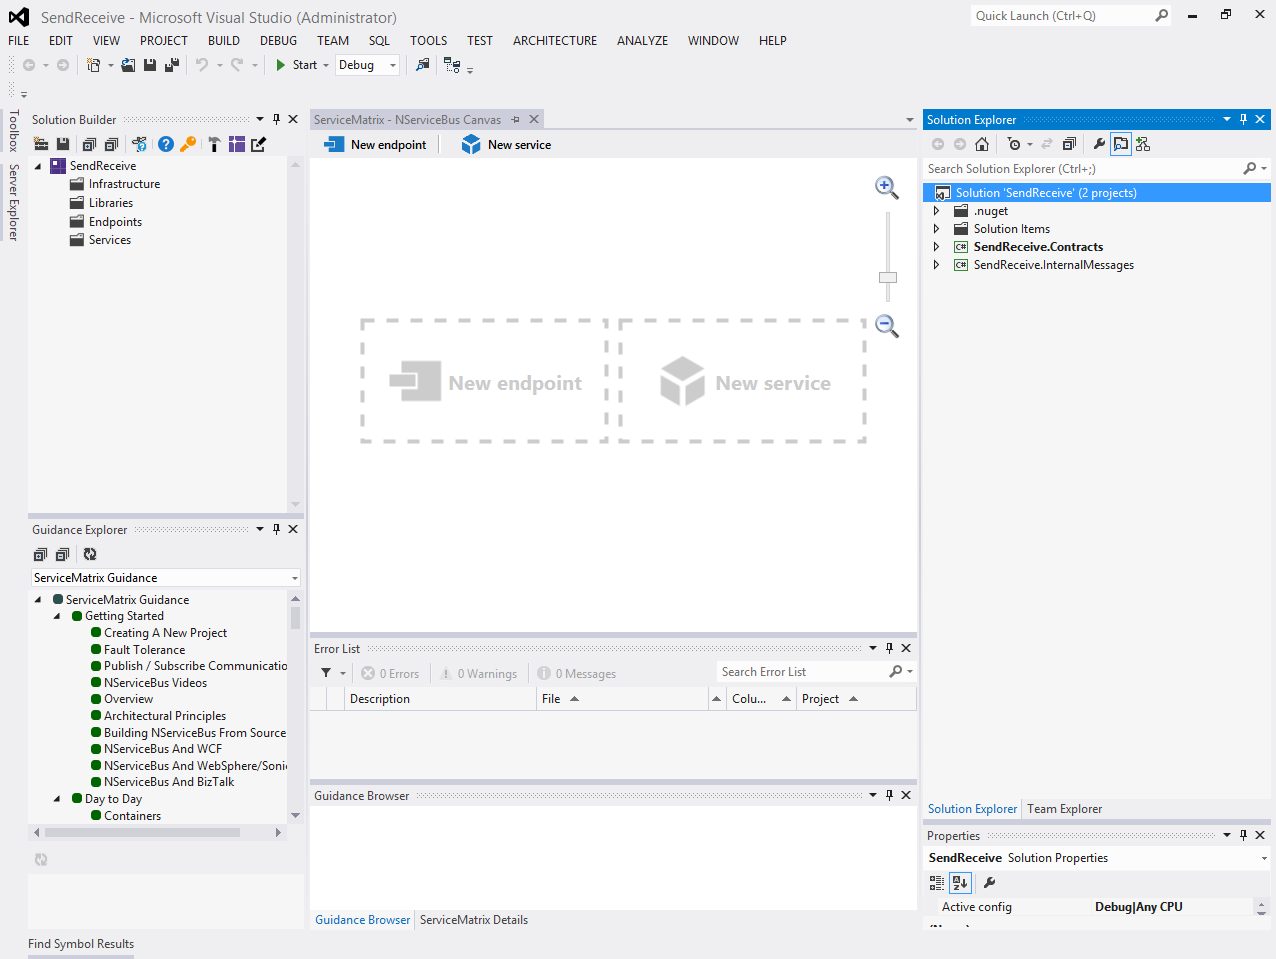 SendReceive - Microsoft Visual Studio (Administrator)
Quick Launch (Ctrl+Q)
FILE EDIT VIEW PROJECT BUILD DEBUG TEAM SQL TOOLS TEST ARCHITECTURE ANALYZE WINDOW HELP
Start Debug
Toolbox
Server Explorer
Solution Builder
SendReceive
Infrastructure
Libraries
Endpoints
Services
Guidance Explorer
ServiceMatrix Guidance
ServiceMatrix Guidance
Getting Started
Creating A New Project
Fault Tolerance
Publish / Subscribe Communicatio
NServiceBus Videos
Overview
Architectural Principles
Building NServiceBus From Source
NServiceBus And WCF
NServiceBus And WebSphere/Soni
NServiceBus And BizTalk
Day to Day
Containers
Find Symbol Results
ServiceMatrix - NServiceBus Canvas
New endpoint New service
New endpoint New service
Error List
0 Errors 0 Warnings 0 Messages Search Error List
Description File Colu... Project
Guidance Browser
Guidance Browser ServiceMatrix Details
Solution Explorer
Search Solution Explorer (Ctrl+;)
Solution 'SendReceive' (2 projects)
.nuget
Solution Items
C# SendReceive.Contracts
C# SendReceive.InternalMessages
Solution Explorer Team Explorer
Properties
SendReceive Solution Properties
Active config Debug|Any CPU